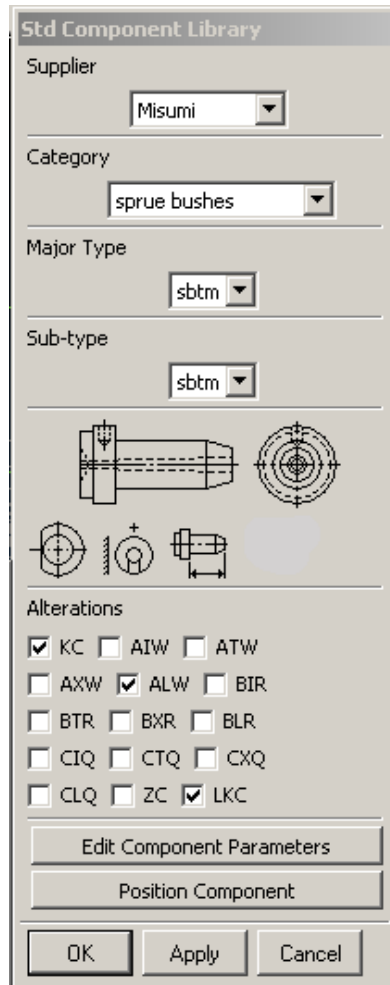 Std Component Library
Supplier
Misumi
Category
sprue bushes
Major Type
sbtm
Sub-type
sbtm
Alterations
KC AIW ATW
AXW ALW BIR
BTR BXR BLR
CIQ CTQ CXQ
CLQ ZC LKC
Edit Component Parameters
Position Component
OK Apply Cancel